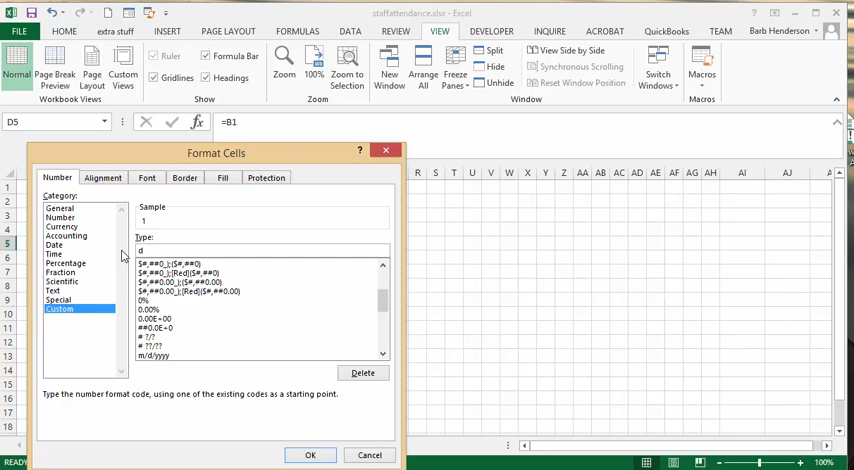 staffattendance.xlsx - Excel
FILE HOME extra stuff INSERT PAGE LAYOUT FORMULAS DATA REVIEW VIEW DEVELOPER INQUIRE ACROBAT QuickBooks TEAM Barb Henderson
Normal Page Break Preview Page Layout Custom Views
Ruler Formula Bar
Gridlines Headings
Zoom 100% Zoom to Selection
New Window Arrange All Freeze Panes
Split
Hide
Unhide
View Side by Side
Synchronous Scrolling
Reset Window Position
Switch Windows Macros
Workbook Views Show Zoom Window Macros
D5 fx =B1
Format Cells ?
Number Alignment Font Border Fill Protection
R S T U V W X Y Z AA AB AC AD AE AF AG AH AI AJ
1
2
3
4
5
6
7
8
9
10
11
12
13
14
15
16
17
18
Category:
General
Number
Currency
Accounting
Date
Time
Percentage
Fraction
Scientific
Text
Special
Custom
Sample
1
Type:
d
$#,##0_);($#,##0)
$#,##0_);[Red]($#,##0)
$#,##0.00_);($#,##0.00)
$#,##0.00_);[Red]($#,##0.00)
0%
0.00%
0.00E+00
##0.0E+0
# ?/?
# ??/??
m/d/yyyy
Delete
Type the number format code, using one of the existing codes as a starting point.
OK Cancel
READY 100%